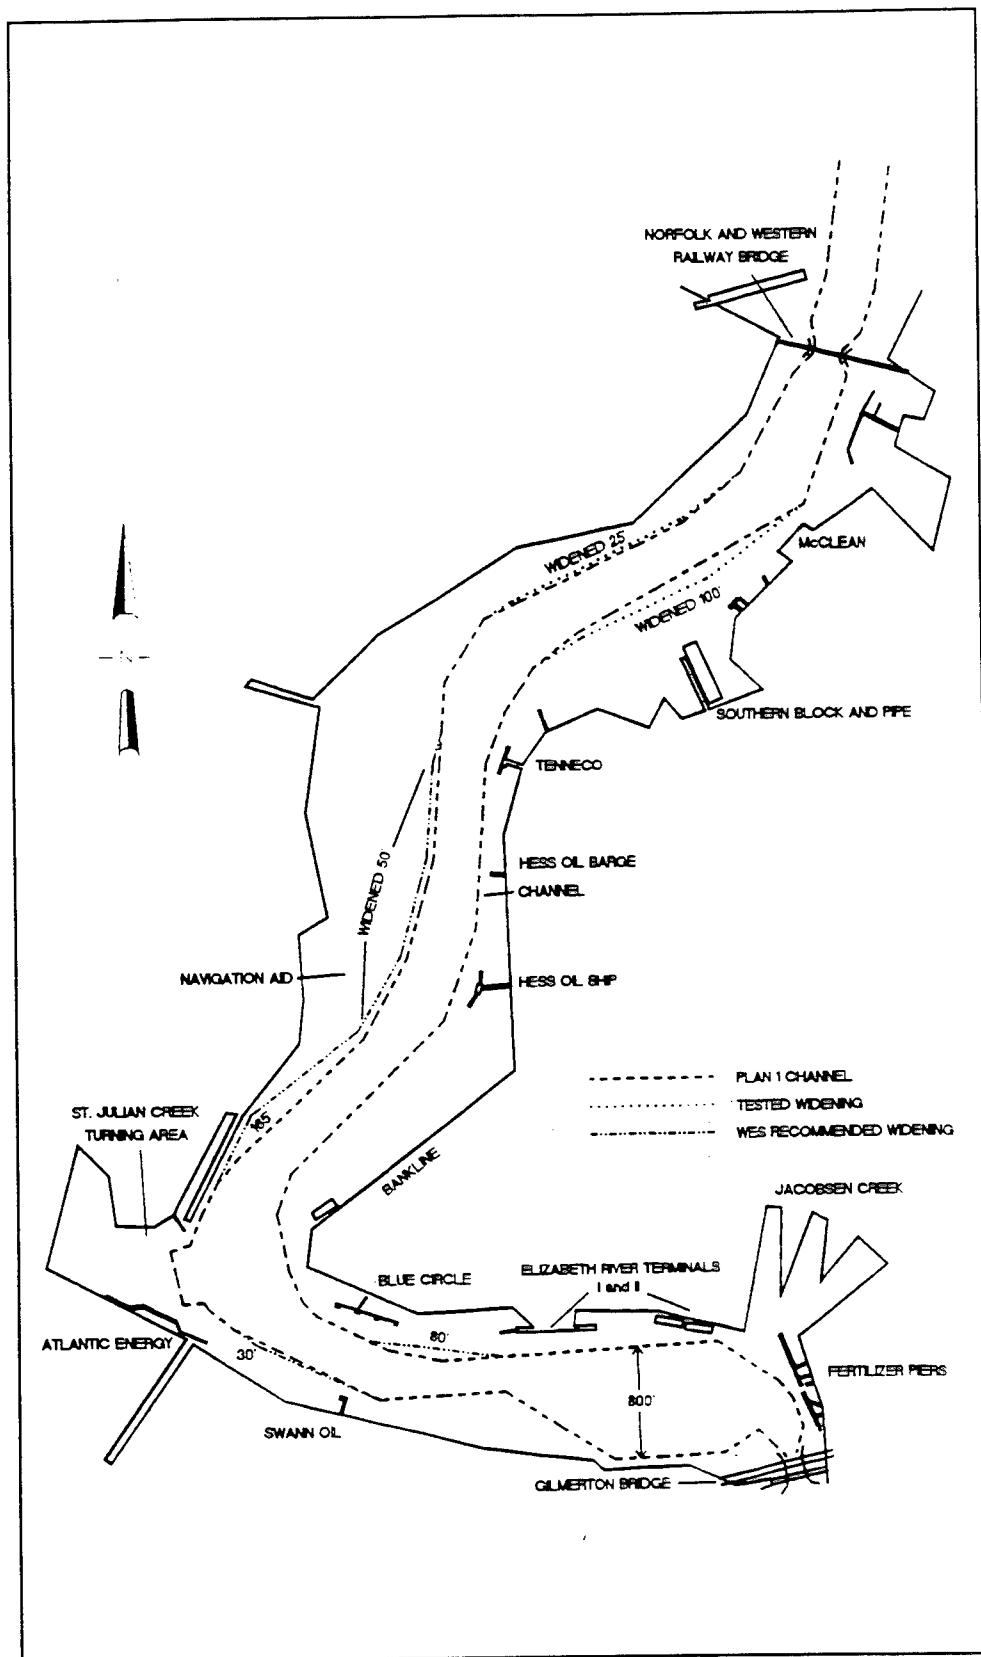 NORFOLK AND WESTERN
RAILWAY BRIDGE
McCLEAN
WIDENED 25'
WIDENED 100'
N
SOUTHERN BLOCK AND PIPE
TENNECO
WIDENED 50'
HESS OIL BARGE
CHANNEL
NAVIGATION AID
HESS OIL SHIP
PLAN 1 CHANNEL
TESTED WIDENING
WES RECOMMENDED WIDENING
ST. JULIAN CREEK
TURNING AREA
165'
BANKLINE
JACOBSEN CREEK
ELIZABETH RIVER TERMINALS
I and II
BLUE CIRCLE
80'
ATLANTIC ENERGY
30'
FERTILIZER PIERS
800'
SWANN OIL
GILMERTON BRIDGE